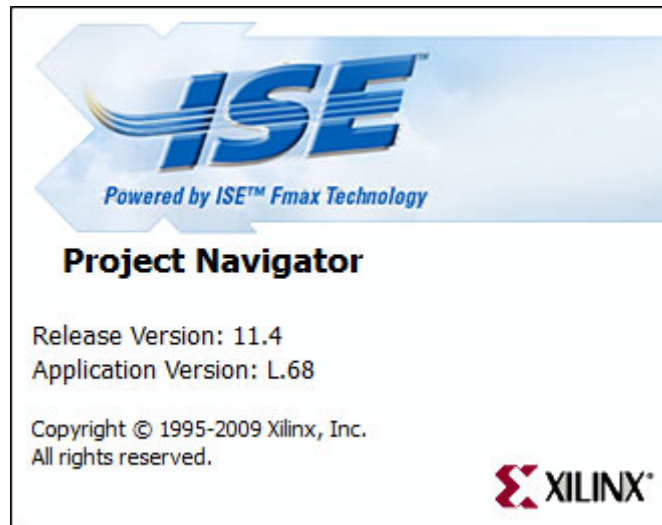 ISE™
Powered by ISE™ Fmax Technology
Project Navigator
Release Version: 11.4
Application Version: L.68
Copyright © 1995-2009 Xilinx, Inc.
All rights reserved.
XILINX®